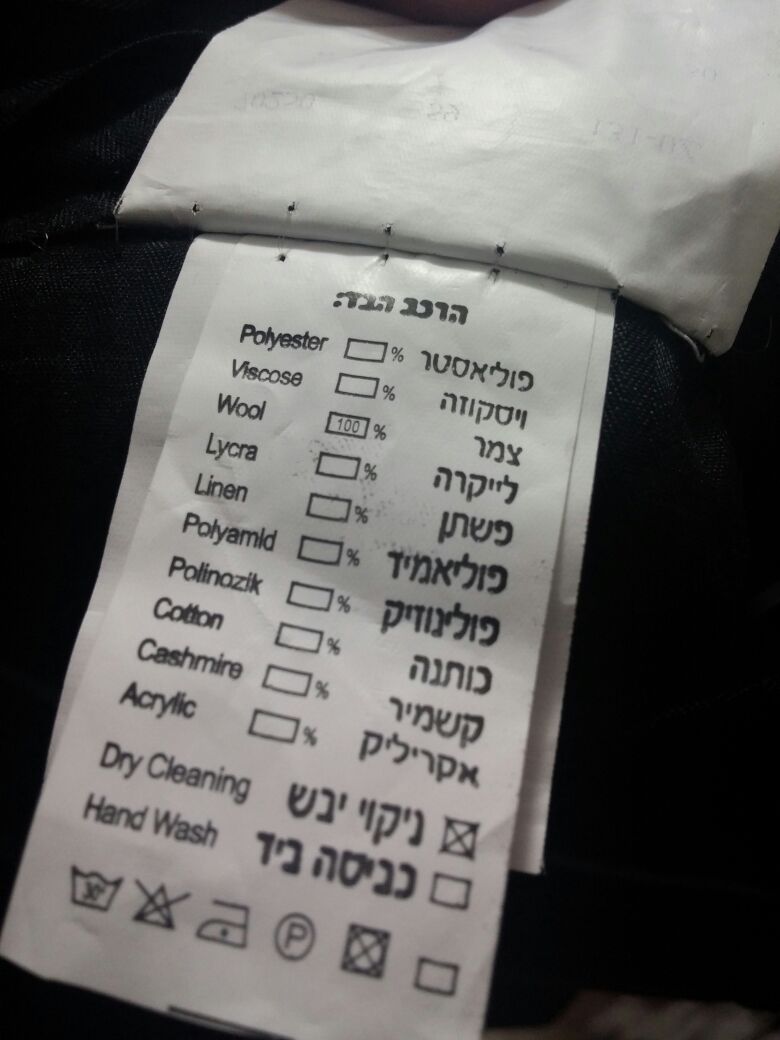 הרכב הבד:
Polyester % פוליאסטר
Viscose % ויסקוזה
Wool 100 % צמר
Lycra % לייקרה
Linen % פשתן
Polyamid % פוליאמיד
Polinozik % פולינוזיק
Cotton % כותנה
Cashmire % קשמיר
Acrylic % אקריליק
Dry Cleaning ניקוי יבש
Hand Wash כביסה ביד
30° P